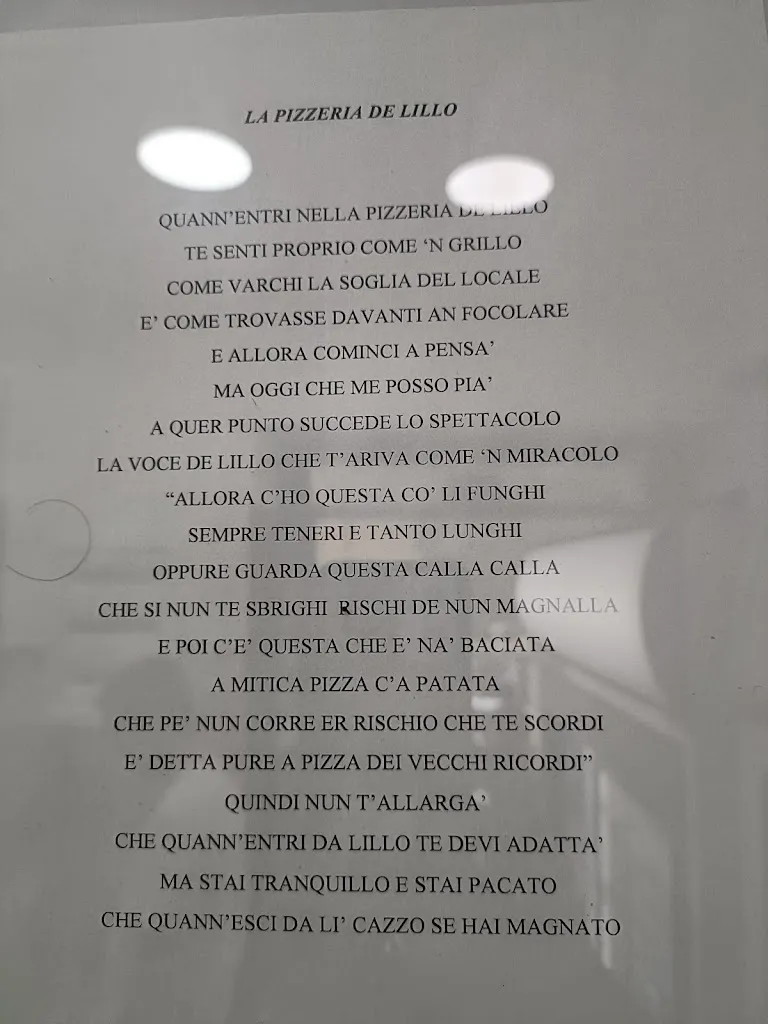 LA PIZZERIA DE LILLO
QUANN'ENTRI NELLA PIZZERIA DE LILLO
TE SENTI PROPRIO COME 'N GRILLO
COME VARCHI LA SOGLIA DEL LOCALE
E' COME TROVASSE DAVANTI AN FOCOLARE
E ALLORA COMINCI A PENSA'
MA OGGI CHE ME POSSO PIA'
A QUER PUNTO SUCCEDE LO SPETTACOLO
LA VOCE DE LILLO CHE T'ARIVA COME 'N MIRACOLO
“ALLORA C'HO QUESTA CO' LI FUNGHI
SEMPRE TENERI E TANTO LUNGHI
OPPURE GUARDA QUESTA CALLA CALLA
CHE SI NUN TE SBRIGHI RISCHI DE NUN MAGNALLA
E POI C'E' QUESTA CHE E' NA' BACIATA
A MITICA PIZZA C'A PATATA
CHE PE' NUN CORRE ER RISCHIO CHE TE SCORDI
E' DETTA PURE A PIZZA DEI VECCHI RICORDI”
QUINDI NUN T'ALLARGA'
CHE QUANN'ENTRI DA LILLO TE DEVI ADATTA'
MA STAI TRANQUILLO E STAI PACATO
CHE QUANN'ESCI DA LI' CAZZO SE HAI MAGNATO